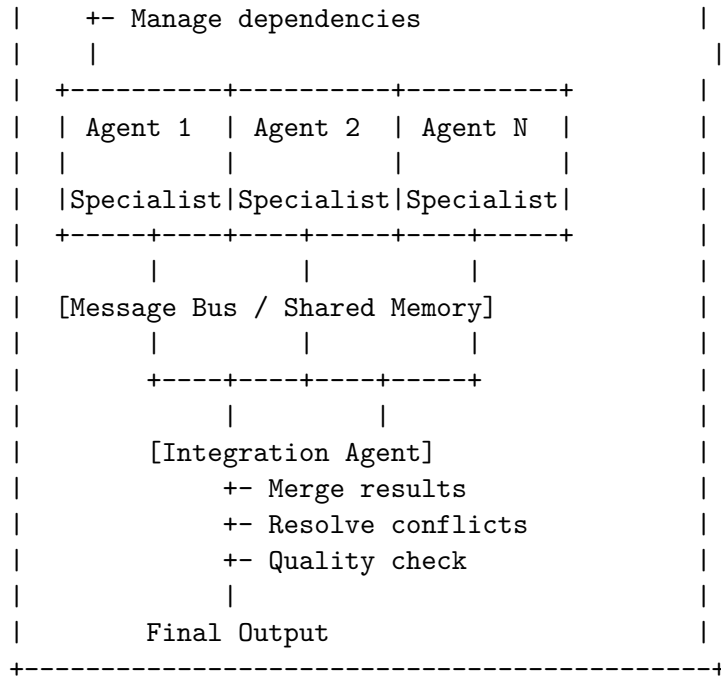 |    +- Manage dependencies                  |
|    |                                        |
|  +----------+----------+----------+        |
|  | Agent 1  | Agent 2  | Agent N  |        |
|  |          |          |          |        |
|  |Specialist|Specialist|Specialist|        |
|  +-----+----+----+-----+----+-----+        |
|        |         |          |              |
|  [Message Bus / Shared Memory]             |
|        |         |          |              |
|        +----+----+----+-----+              |
|             |         |                    |
|        [Integration Agent]                 |
|             +- Merge results               |
|             +- Resolve conflicts           |
|             +- Quality check               |
|             |                              |
|        Final Output                        |
+---------------------------------------------+